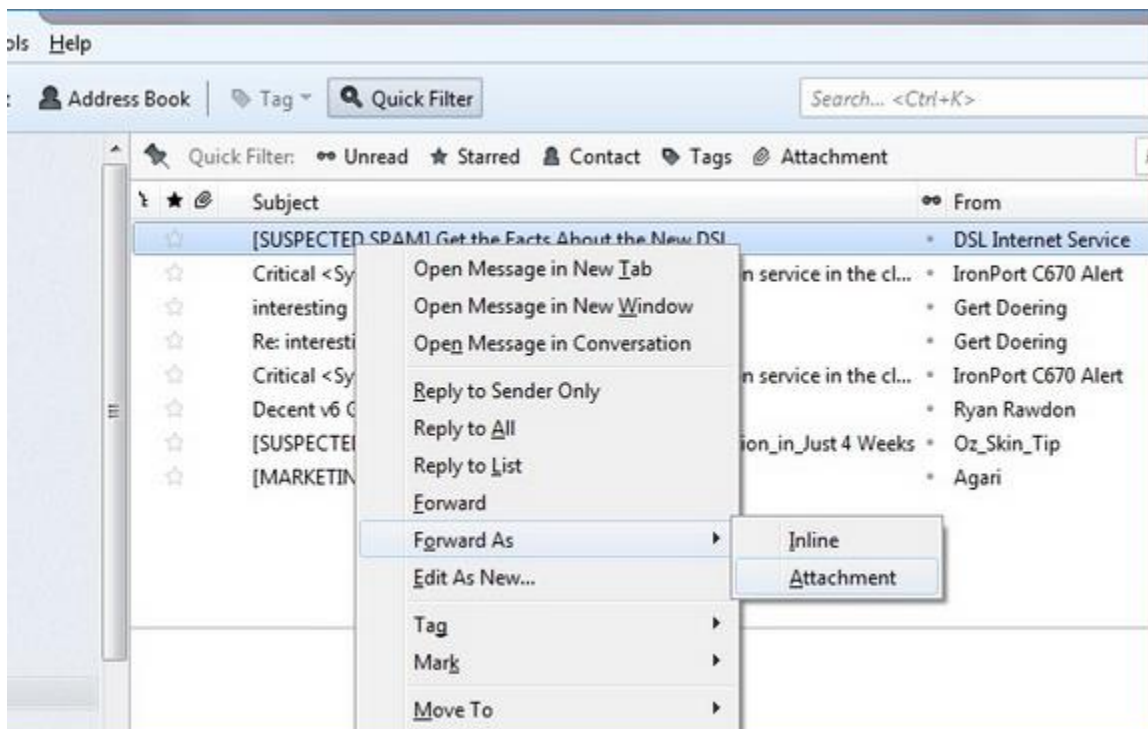 ols Help
Address Book Tag Quick Filter Search... <Ctrl+K>
Quick Filter: Unread Starred Contact Tags Attachment
Subject From
[SUSPECTED SPAM] Get the Facts About the New DSL DSL Internet Service
Critical <Sy n service in the cl... IronPort C670 Alert
interesting Gert Doering
Re: interesti Gert Doering
Critical <Sy n service in the cl... IronPort C670 Alert
Decent v6 Ryan Rawdon
[SUSPECTE ion_in_Just 4 Weeks Oz_Skin_Tip
[MARKETIN Agari
Open Message in New Tab
Open Message in New Window
Open Message in Conversation
Reply to Sender Only
Reply to All
Reply to List
Forward
Forward As
Edit As New...
Tag
Mark
Move To
Inline
Attachment